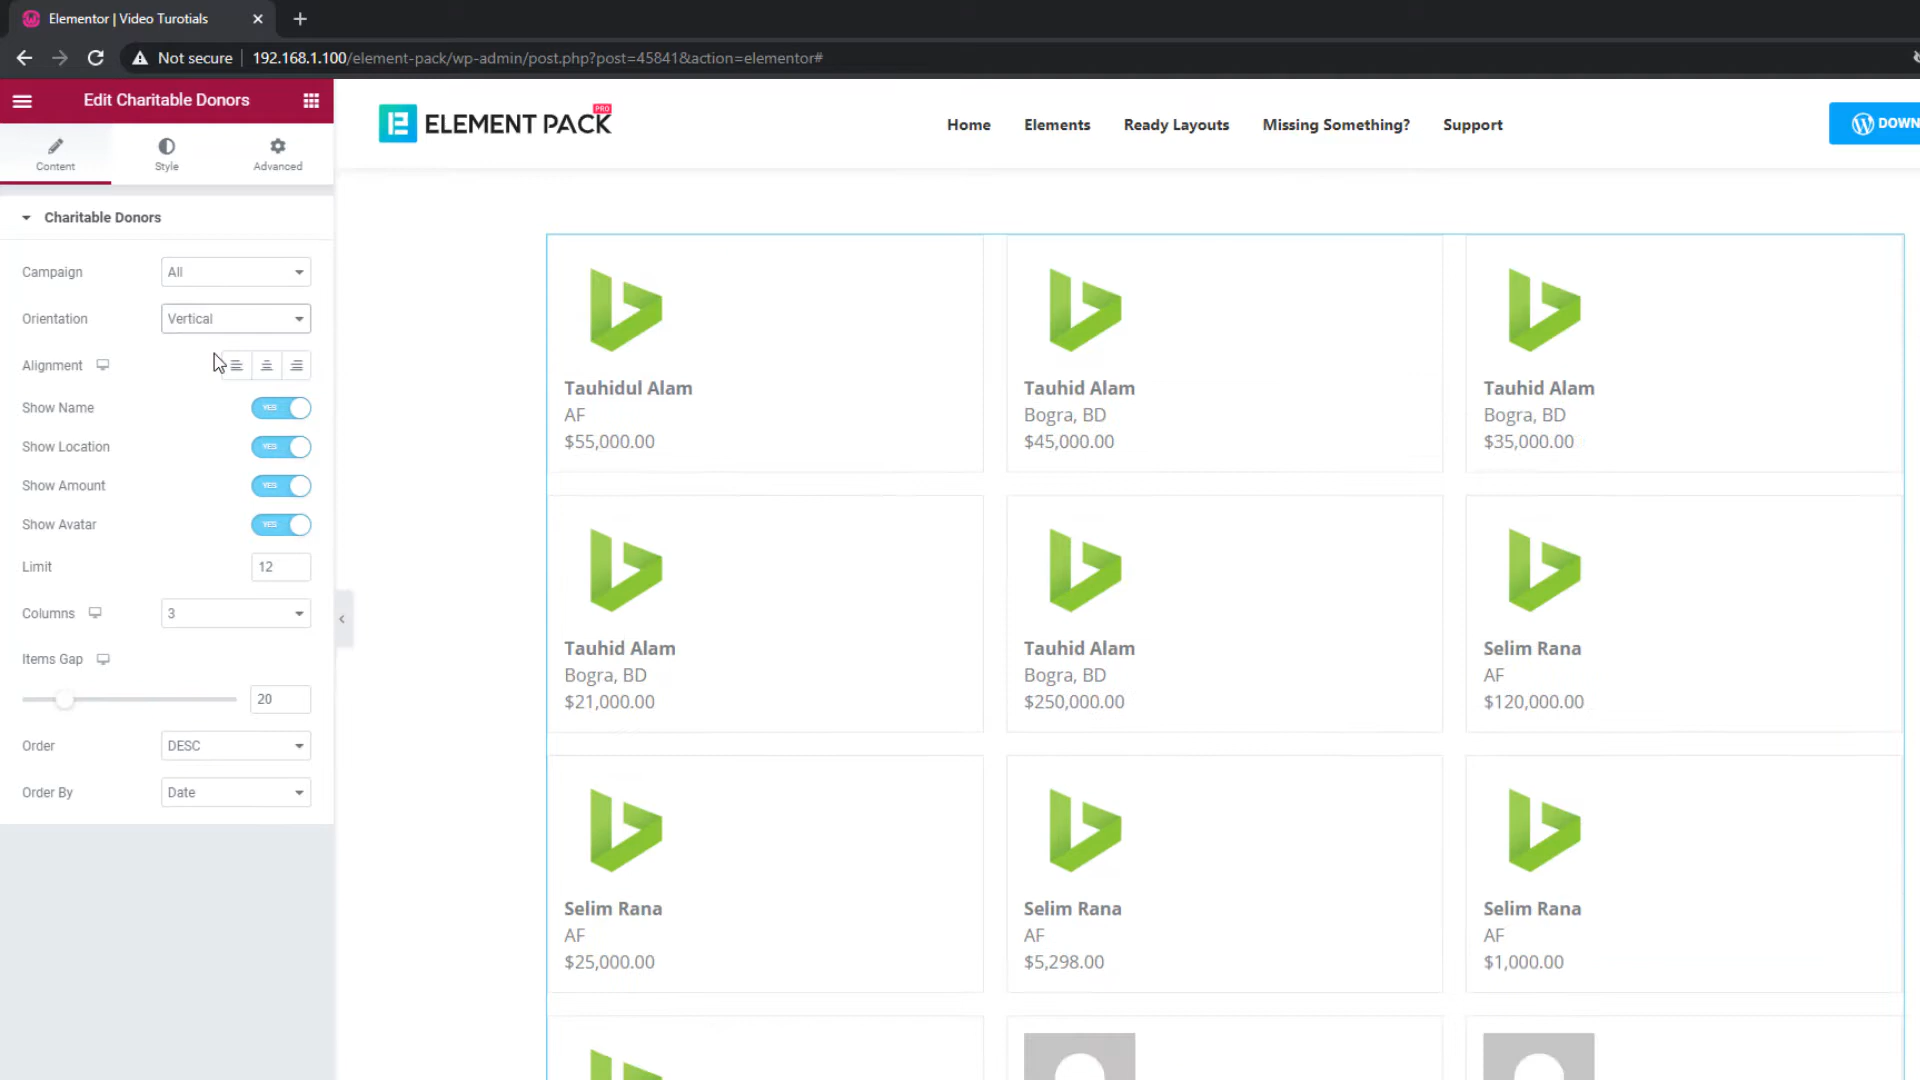 Elementor | Video Turotials
Not secure
192.168.1.100/element-pack/wp-admin/post.php?post=45841&action=elementor#
Edit Charitable Donors
Content
Style
Advanced
Charitable Donors
Campaign
All
Orientation
Vertical
Alignment
Show Name
YES
Show Location
YES
Show Amount
YES
Show Avatar
YES
Limit
12
Columns
3
Items Gap
20
Order
DESC
Order By
Date
ELEMENT PACK
PRO
Home
Elements
Ready Layouts
Missing Something?
Support
DOWN
Tauhidul Alam
AF
$55,000.00
Tauhid Alam
Bogra, BD
$45,000.00
Tauhid Alam
Bogra, BD
$35,000.00
Tauhid Alam
Bogra, BD
$21,000.00
Tauhid Alam
Bogra, BD
$250,000.00
Selim Rana
AF
$120,000.00
Selim Rana
AF
$25,000.00
Selim Rana
AF
$5,298.00
Selim Rana
AF
$1,000.00